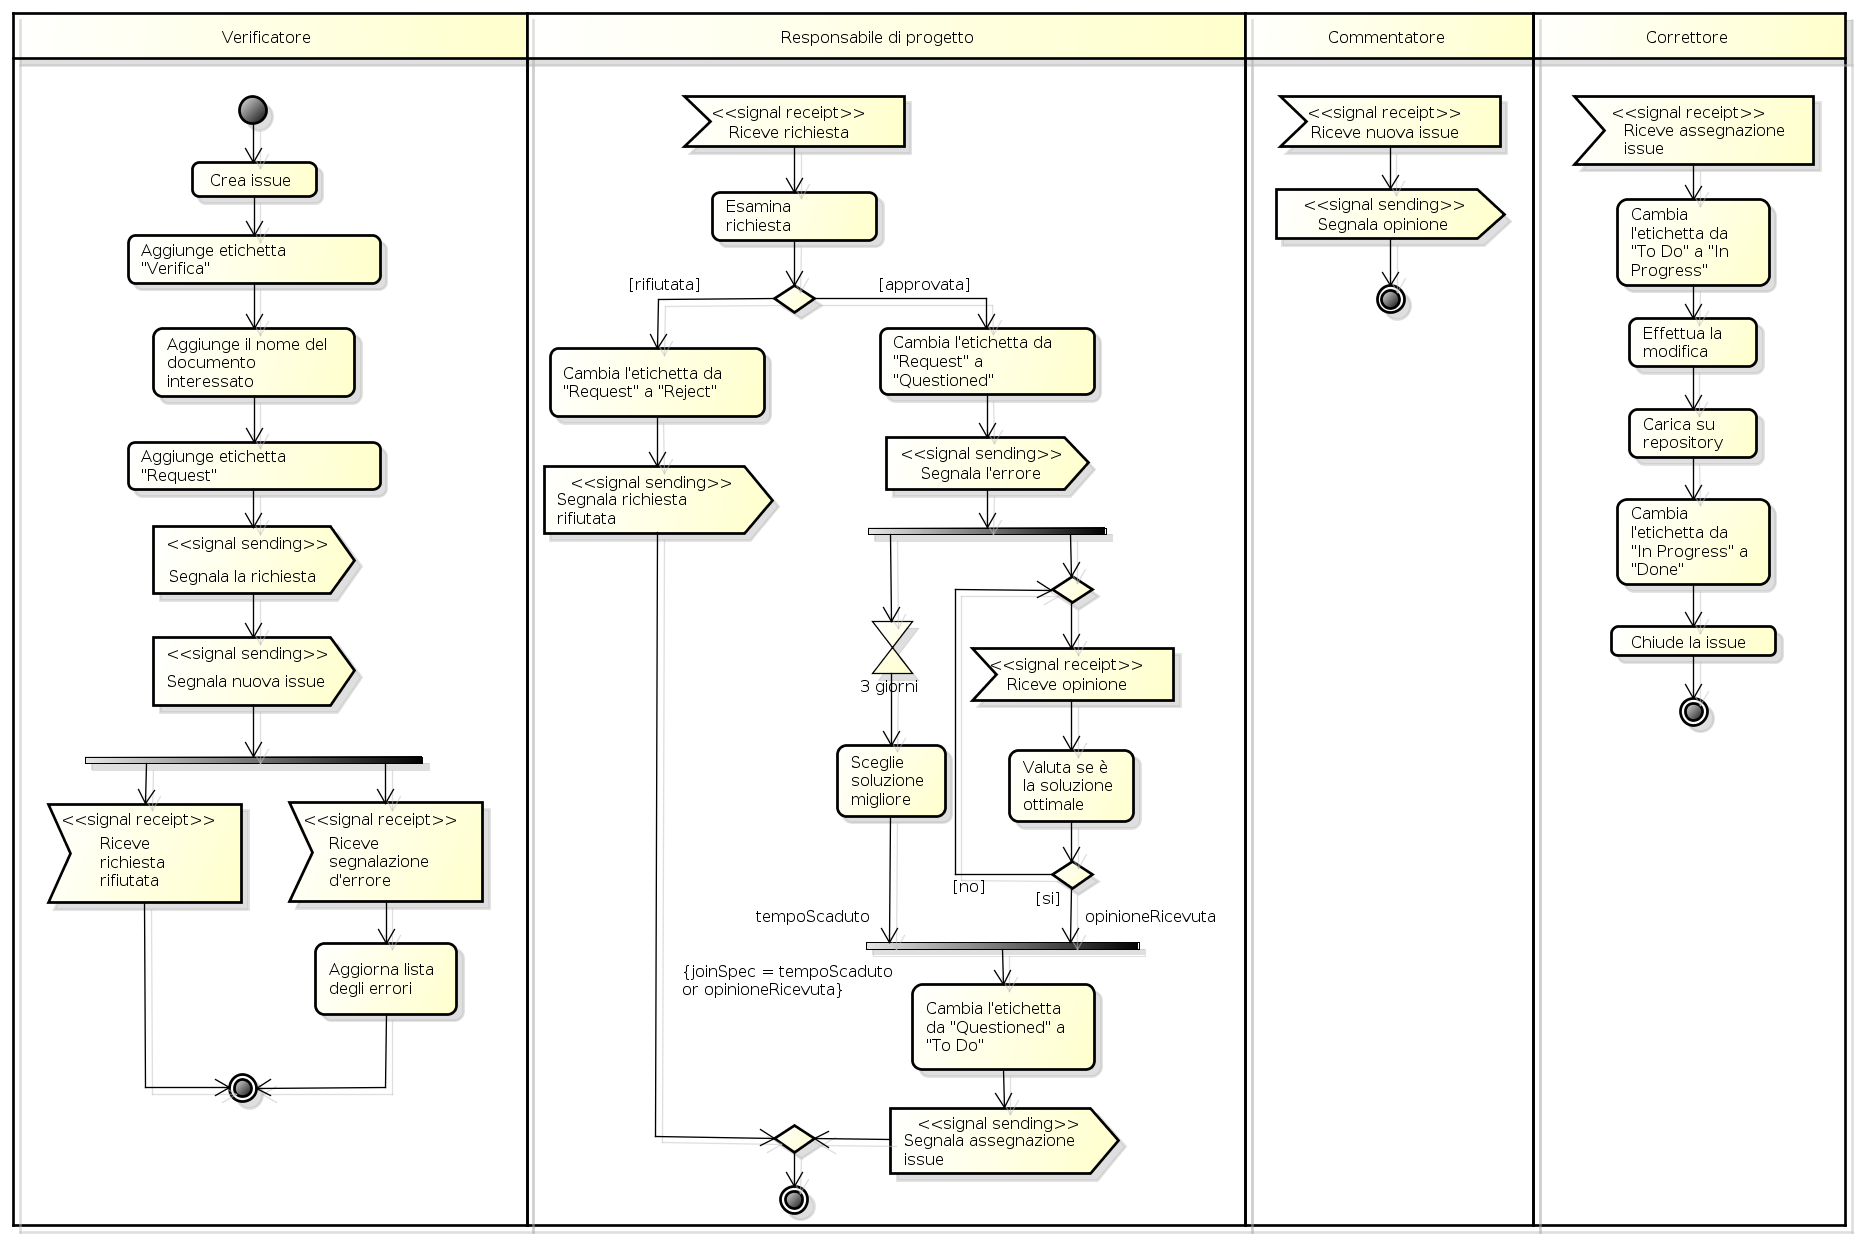 Verificatore
Responsabile di progetto
Commentatore
Correttore
Crea issue
Aggiunge etichetta
"Verifica"
Aggiunge il nome del
documento
interessato
Aggiunge etichetta
"Request"
<<signal sending>>
Segnala la richiesta
<<signal sending>>
Segnala nuova issue
<<signal receipt>>
Riceve
richiesta
rifiutata
<<signal receipt>>
Riceve
segnalazione
d'errore
Aggiorna lista
degli errori
<<signal receipt>>
Riceve richiesta
Esamina
richiesta
[rifiutata]
[approvata]
Cambia l'etichetta da
"Request" a "Reject"
<<signal sending>>
Segnala richiesta
rifiutata
Cambia l'etichetta da
"Request" a
"Questioned"
<<signal sending>>
Segnala l'errore
3 giorni
Sceglie
soluzione
migliore
<<signal receipt>>
Riceve opinione
Valuta se è
la soluzione
ottimale
[no]
[si]
tempoScaduto
opinioneRicevuta
{joinSpec = tempoScaduto
or opinioneRicevuta}
Cambia l'etichetta
da "Questioned" a
"To Do"
<<signal sending>>
Segnala assegnazione
issue
<<signal receipt>>
Riceve nuova issue
<<signal sending>>
Segnala opinione
<<signal receipt>>
Riceve assegnazione
issue
Cambia
l'etichetta da
"To Do" a "In
Progress"
Effettua la
modifica
Carica su
repository
Cambia
l'etichetta da
"In Progress" a
"Done"
Chiude la issue